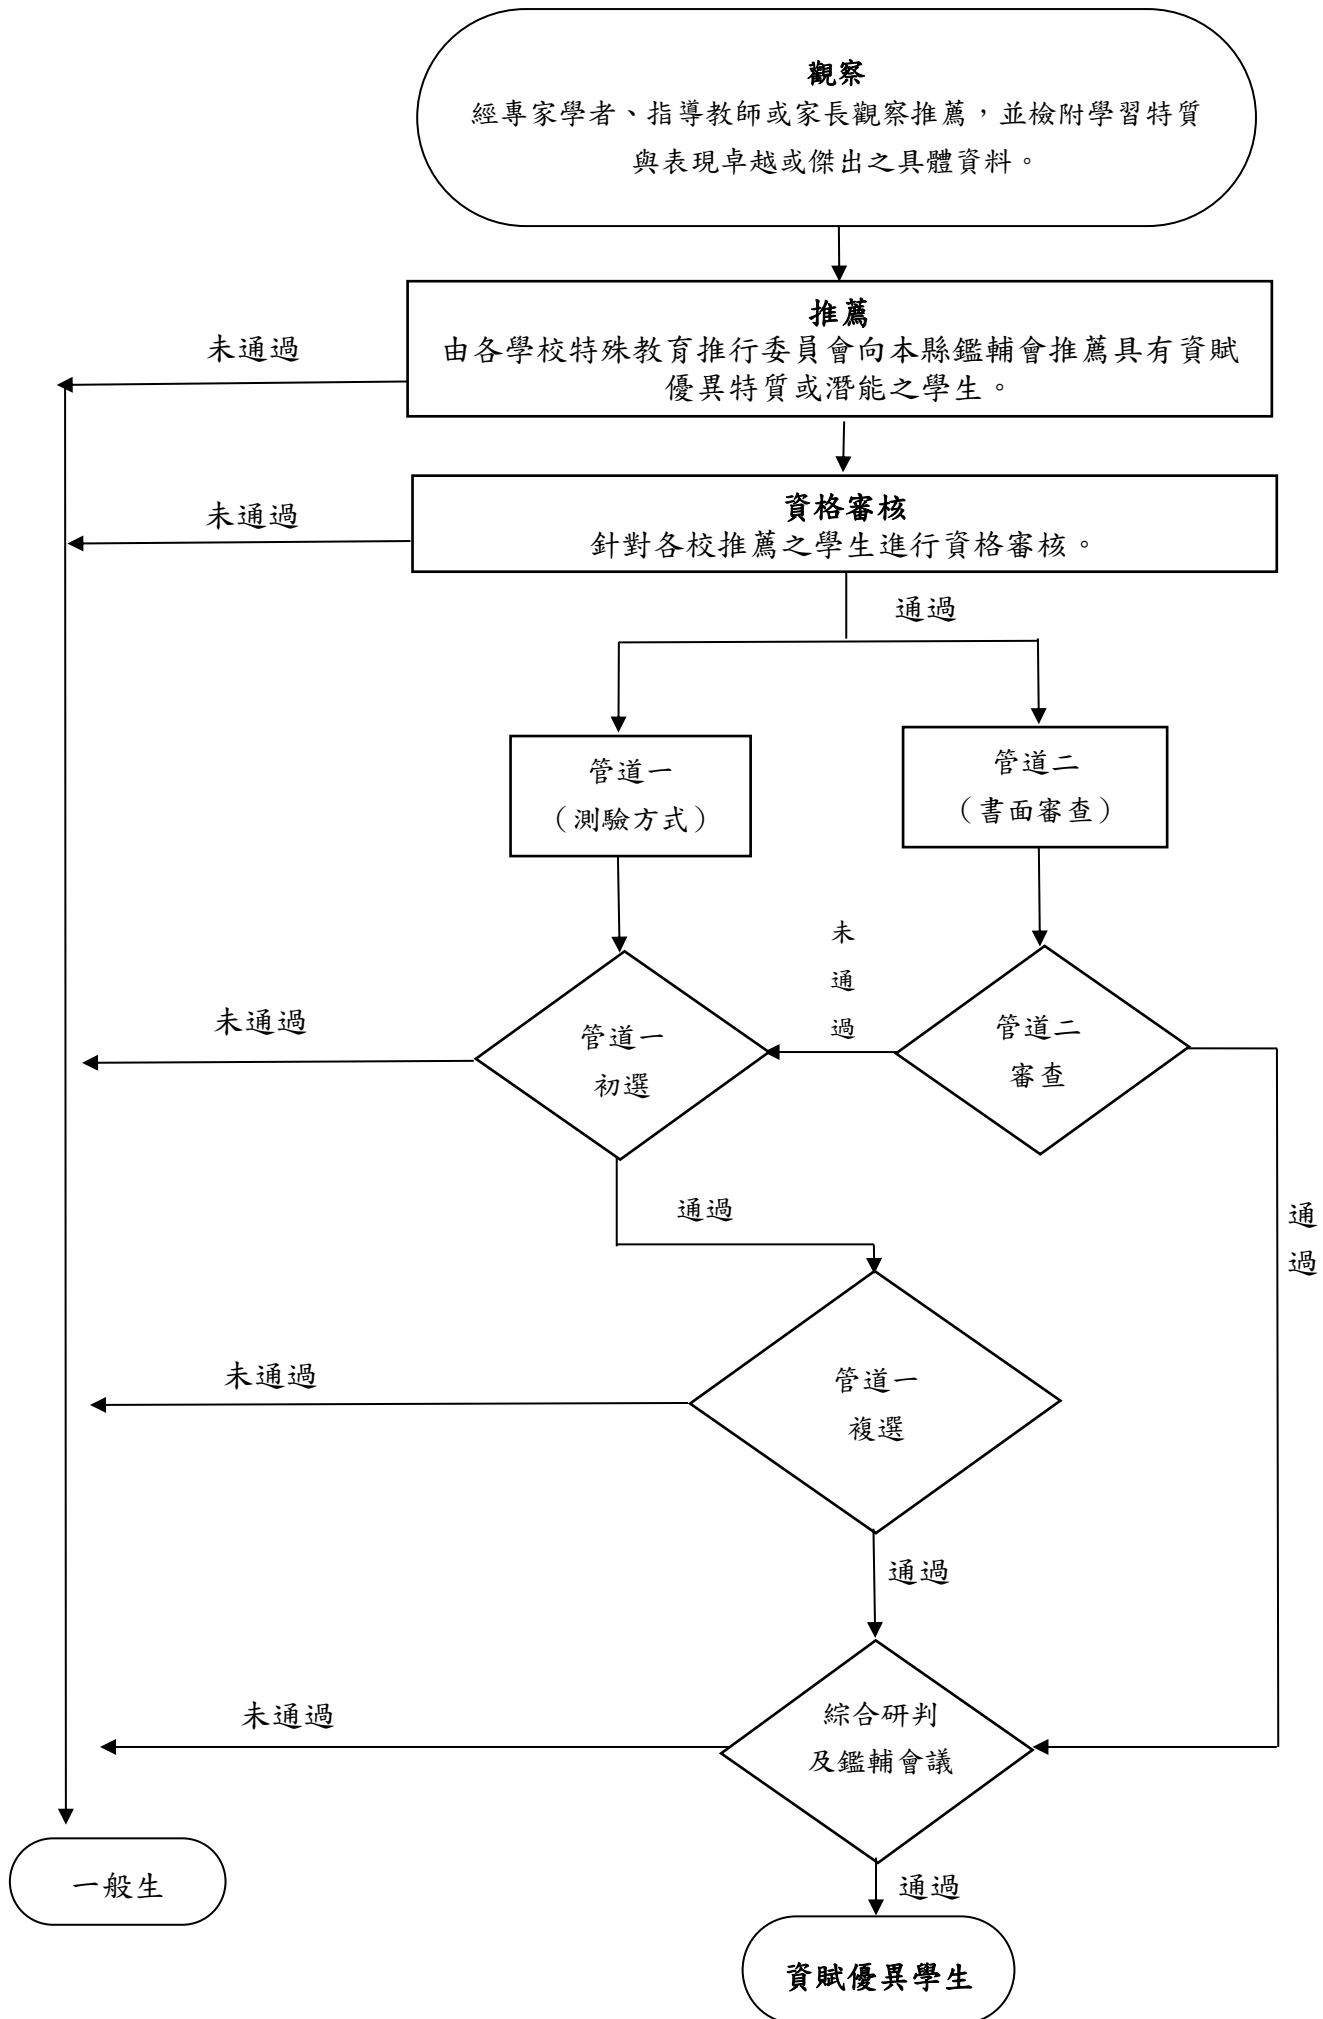 觀察
經專家學者、指導教師或家長觀察推薦，並檢附學習特質
與表現卓越或傑出之具體資料。
推薦
由各學校特殊教育推行委員會向本縣鑑輔會推薦具有資賦
優異特質或潛能之學生。
未通過
資格審核
針對各校推薦之學生進行資格審核。
未通過
通過
管道一
（測驗方式）
管道二
（書面審查）
未
通
過
未通過
管道一
初選
管道二
審查
通過
通
過
未通過
管道一
複選
通過
未通過
綜合研判
及鑑輔會議
一般生
通過
資賦優異學生